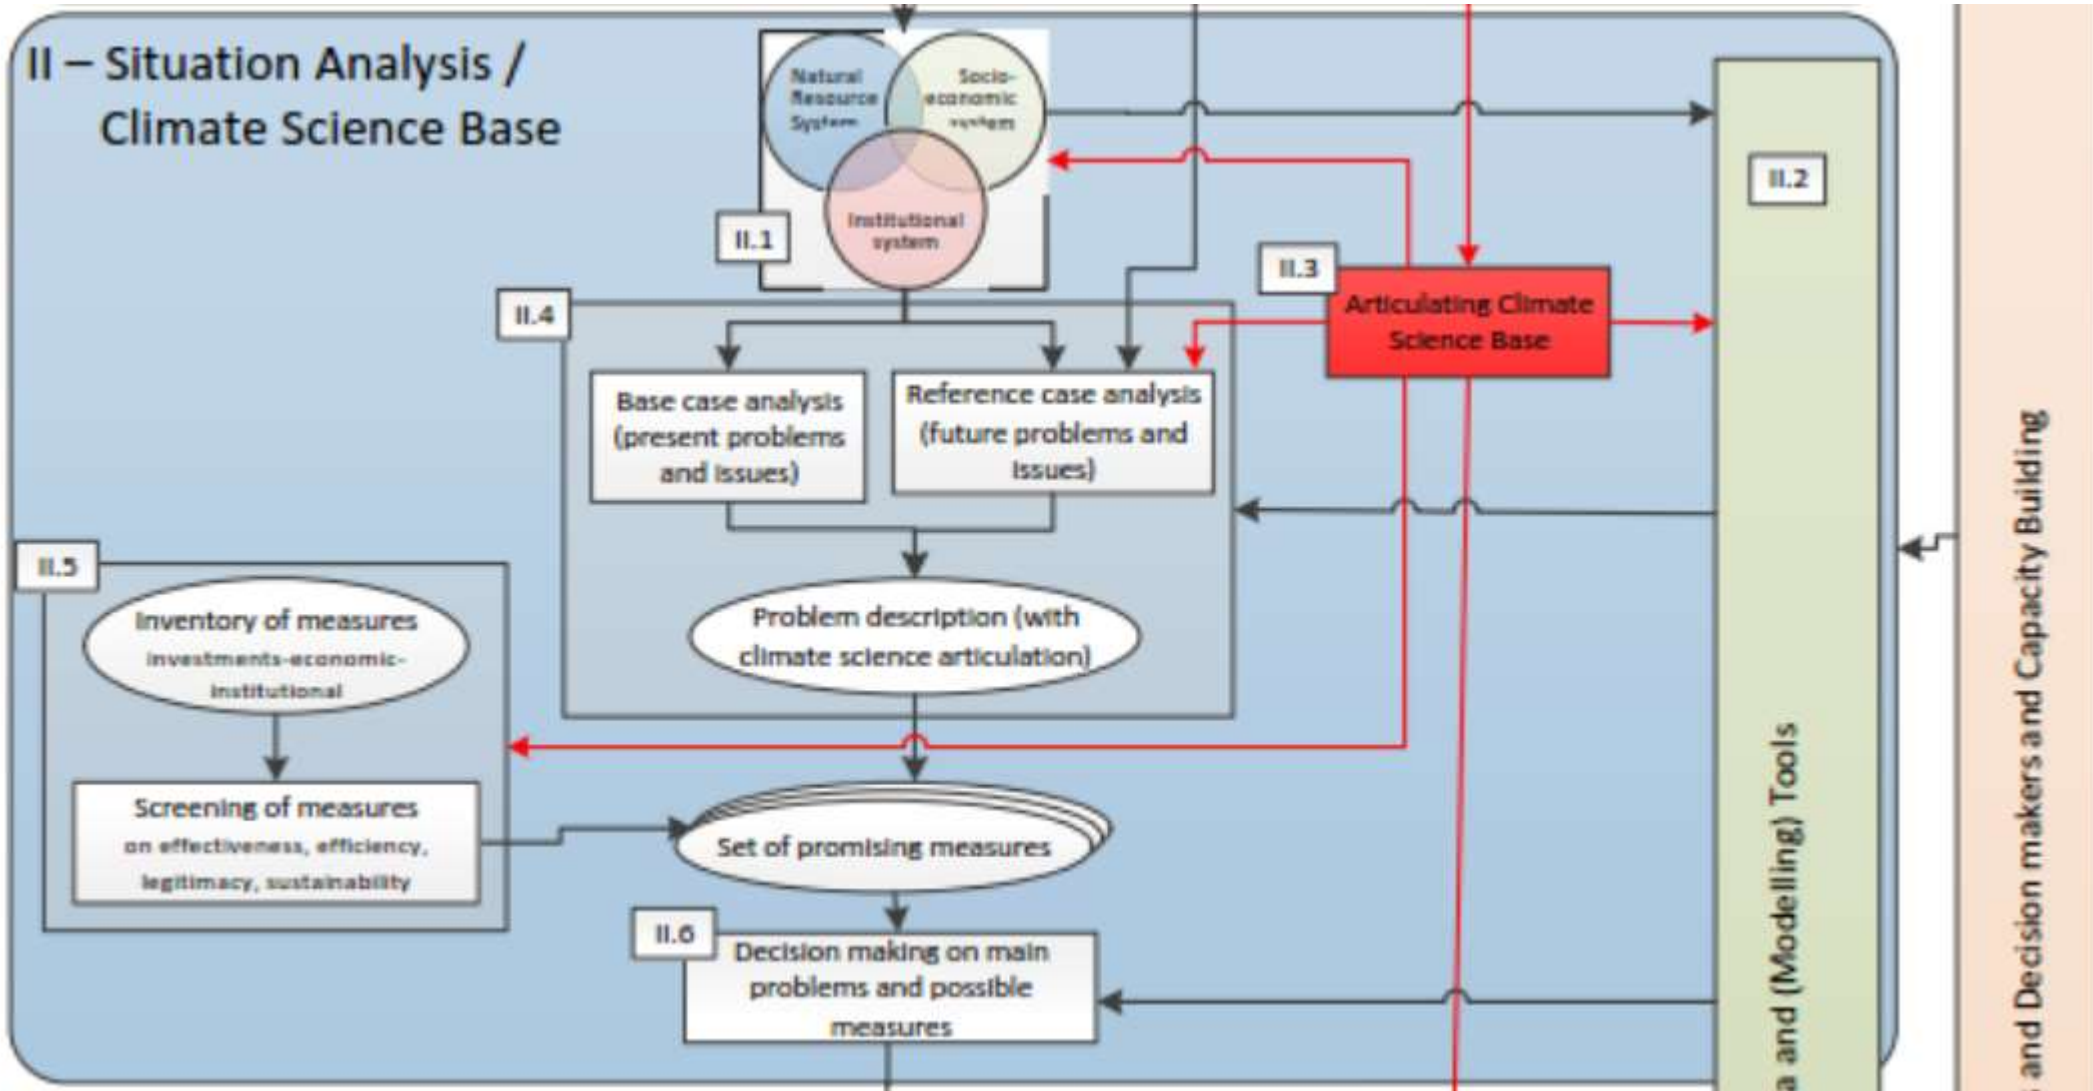 II – Situation Analysis /
Climate Science Base
Natural
Resource
System
Socio-
economic
system
Institutional
system
II.1
II.2
II.3
Articulating Climate
Science Base
II.4
Base case analysis
(present problems
and issues)
Reference case analysis
(future problems and
issues)
Problem description (with
climate science articulation)
II.5
Inventory of measures
investments-economic-
institutional
Screening of measures
on effectiveness, efficiency,
legitimacy, sustainability
Set of promising measures
II.6
Decision making on main
problems and possible
measures
a and (Modelling) Tools
and Decision makers and Capacity Building